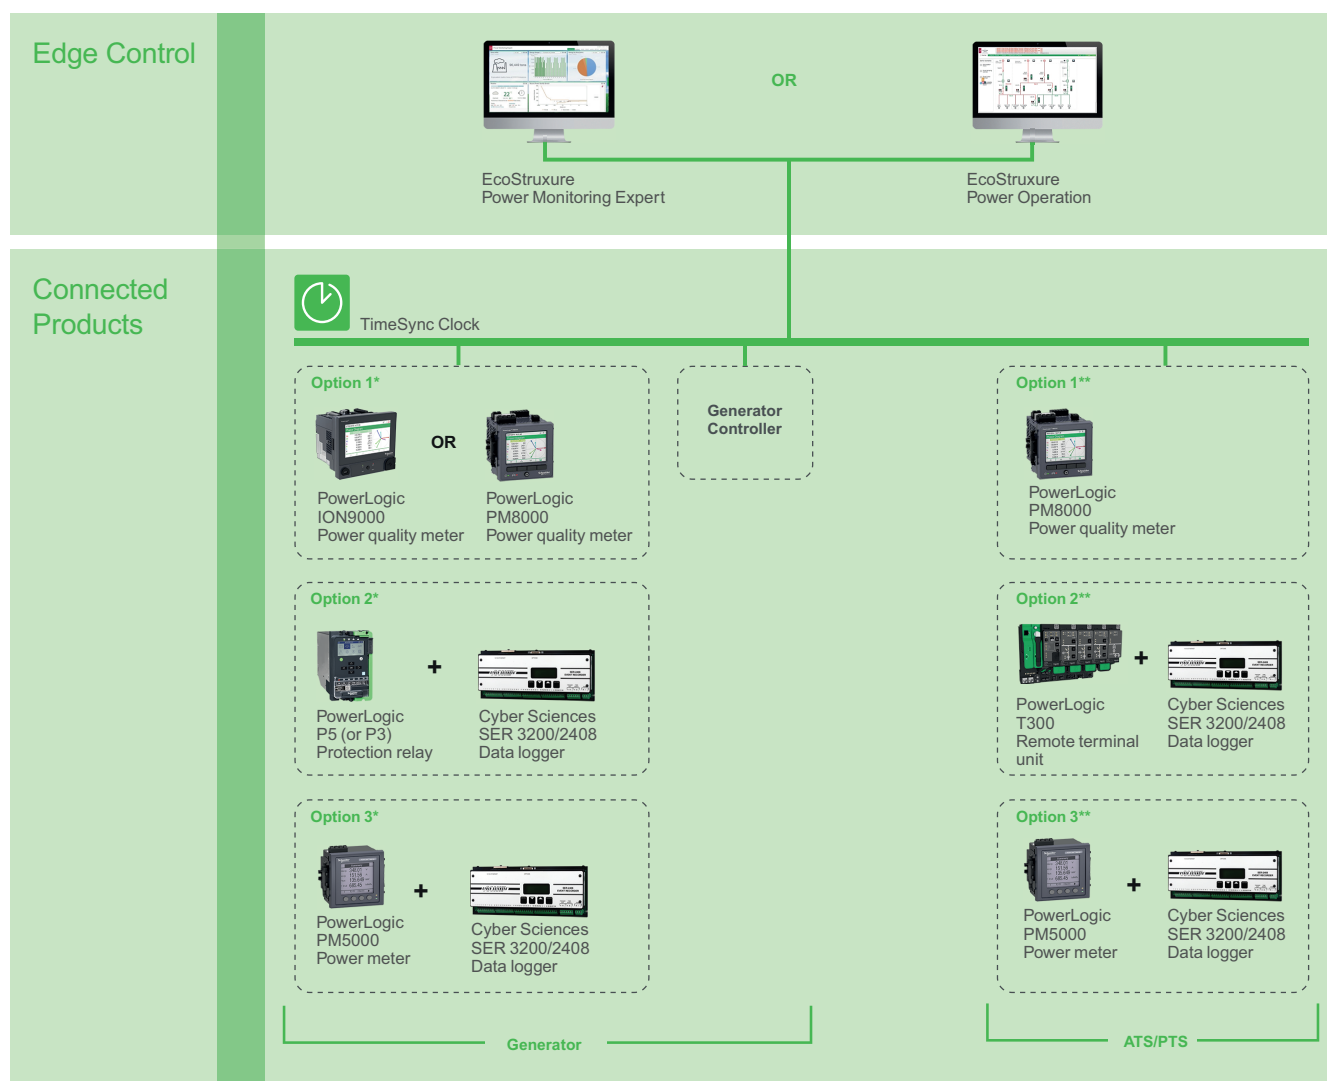 Edge Control
OR
EcoStruxure
Power Monitoring Expert
EcoStruxure
Power Operation
Connected
Products
TimeSync Clock
Option 1*
OR
PowerLogic
ION9000
Power quality meter
PowerLogic
PM8000
Power quality meter
Generator
Controller
Option 1**
PowerLogic
PM8000
Power quality meter
Option 2*
+
PowerLogic
P5 (or P3)
Protection relay
Cyber Sciences
SER 3200/2408
Data logger
Option 2**
+
PowerLogic
T300
Remote terminal
unit
Cyber Sciences
SER 3200/2408
Data logger
Option 3*
+
PowerLogic
PM5000
Power meter
Cyber Sciences
SER 3200/2408
Data logger
Option 3**
+
PowerLogic
PM5000
Power meter
Cyber Sciences
SER 3200/2408
Data logger
Generator
ATS/PTS